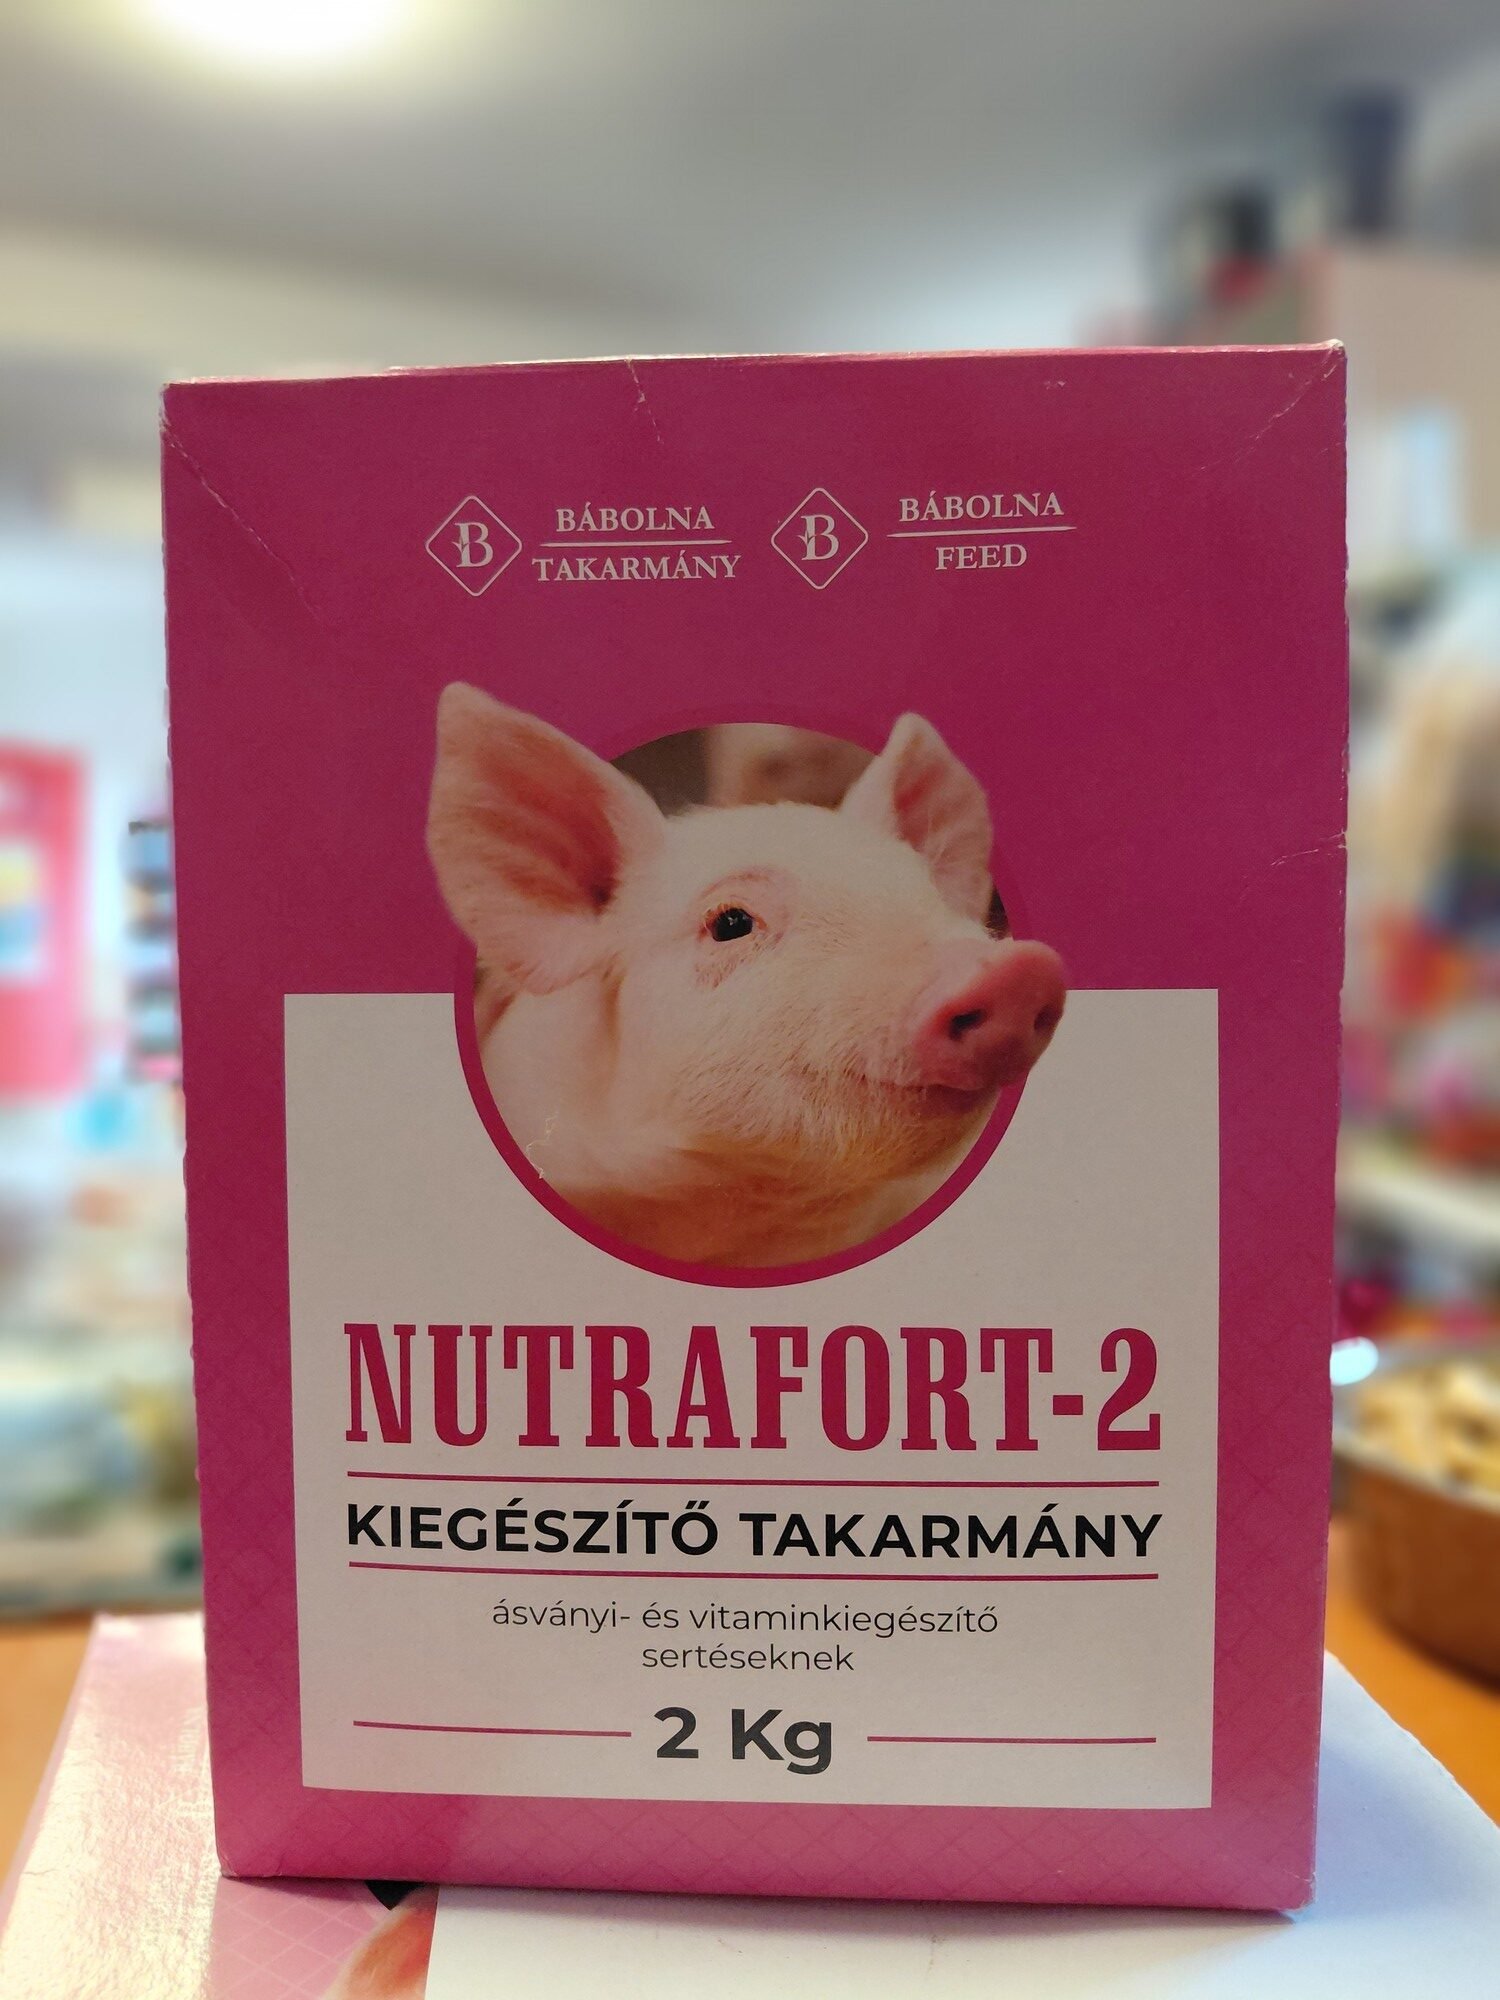 BÁBOLNA
TAKARMÁNY
BÁBOLNA
FEED
NUTRAFORT-2
KIEGÉSZÍTŐ TAKARMÁNY
ásványi- és vitaminkiegészítő
sertéseknek
2 Kg